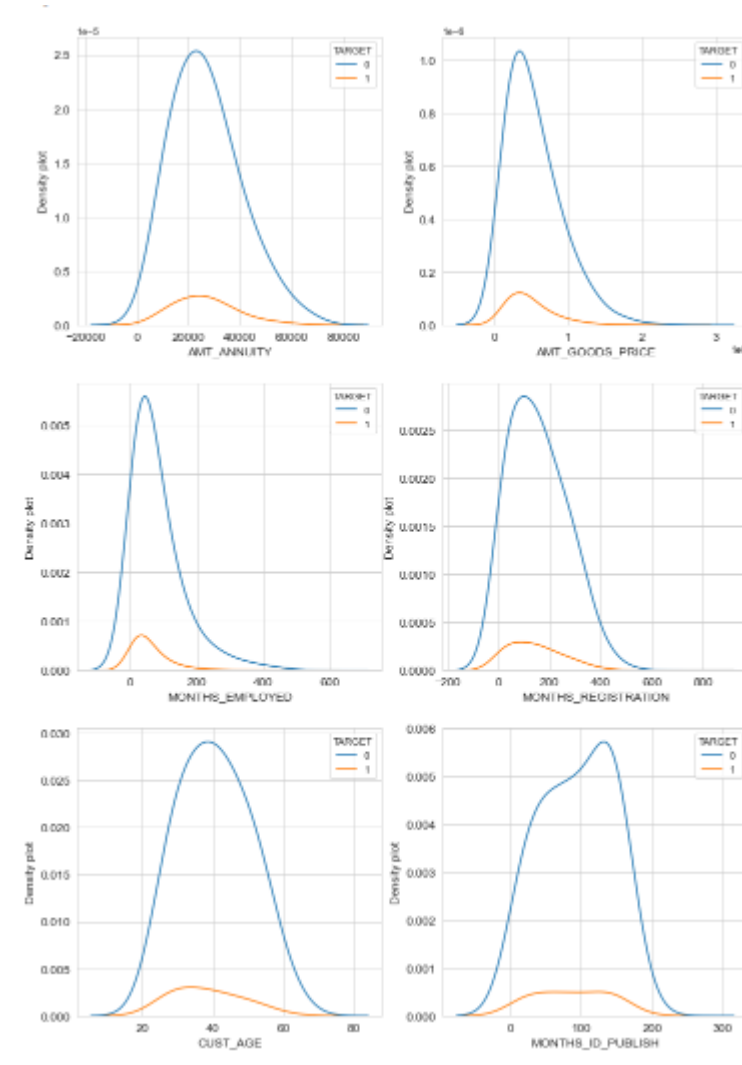 1e-5
TARGET
0
1
2.5
2.0
1.5
1.0
0.5
0.0
Density plot
−20000 0 20000 40000 60000 80000
AMT_ANNUITY
1e-6
TARGET
0
1
1.0
0.8
0.6
0.4
0.2
0.0
Density plot
0 1 2 3
AMT_GOODS_PRICE
TARGET
0
1
0.005
0.004
0.003
0.002
0.001
0.000
Density plot
0 200 400 600
MONTHS_EMPLOYED
TARGET
0
1
0.0025
0.0020
0.0015
0.0010
0.0005
0.0000
Density plot
−200 0 200 400 600 800
MONTHS_REGISTRATION
TARGET
0
1
0.030
0.025
0.020
0.015
0.010
0.005
0.000
Density plot
20 40 60 80
CUST_AGE
TARGET
0
1
0.006
0.005
0.004
0.003
0.002
0.001
0.000
Density plot
0 100 200 300
MONTHS_ID_PUBLISH